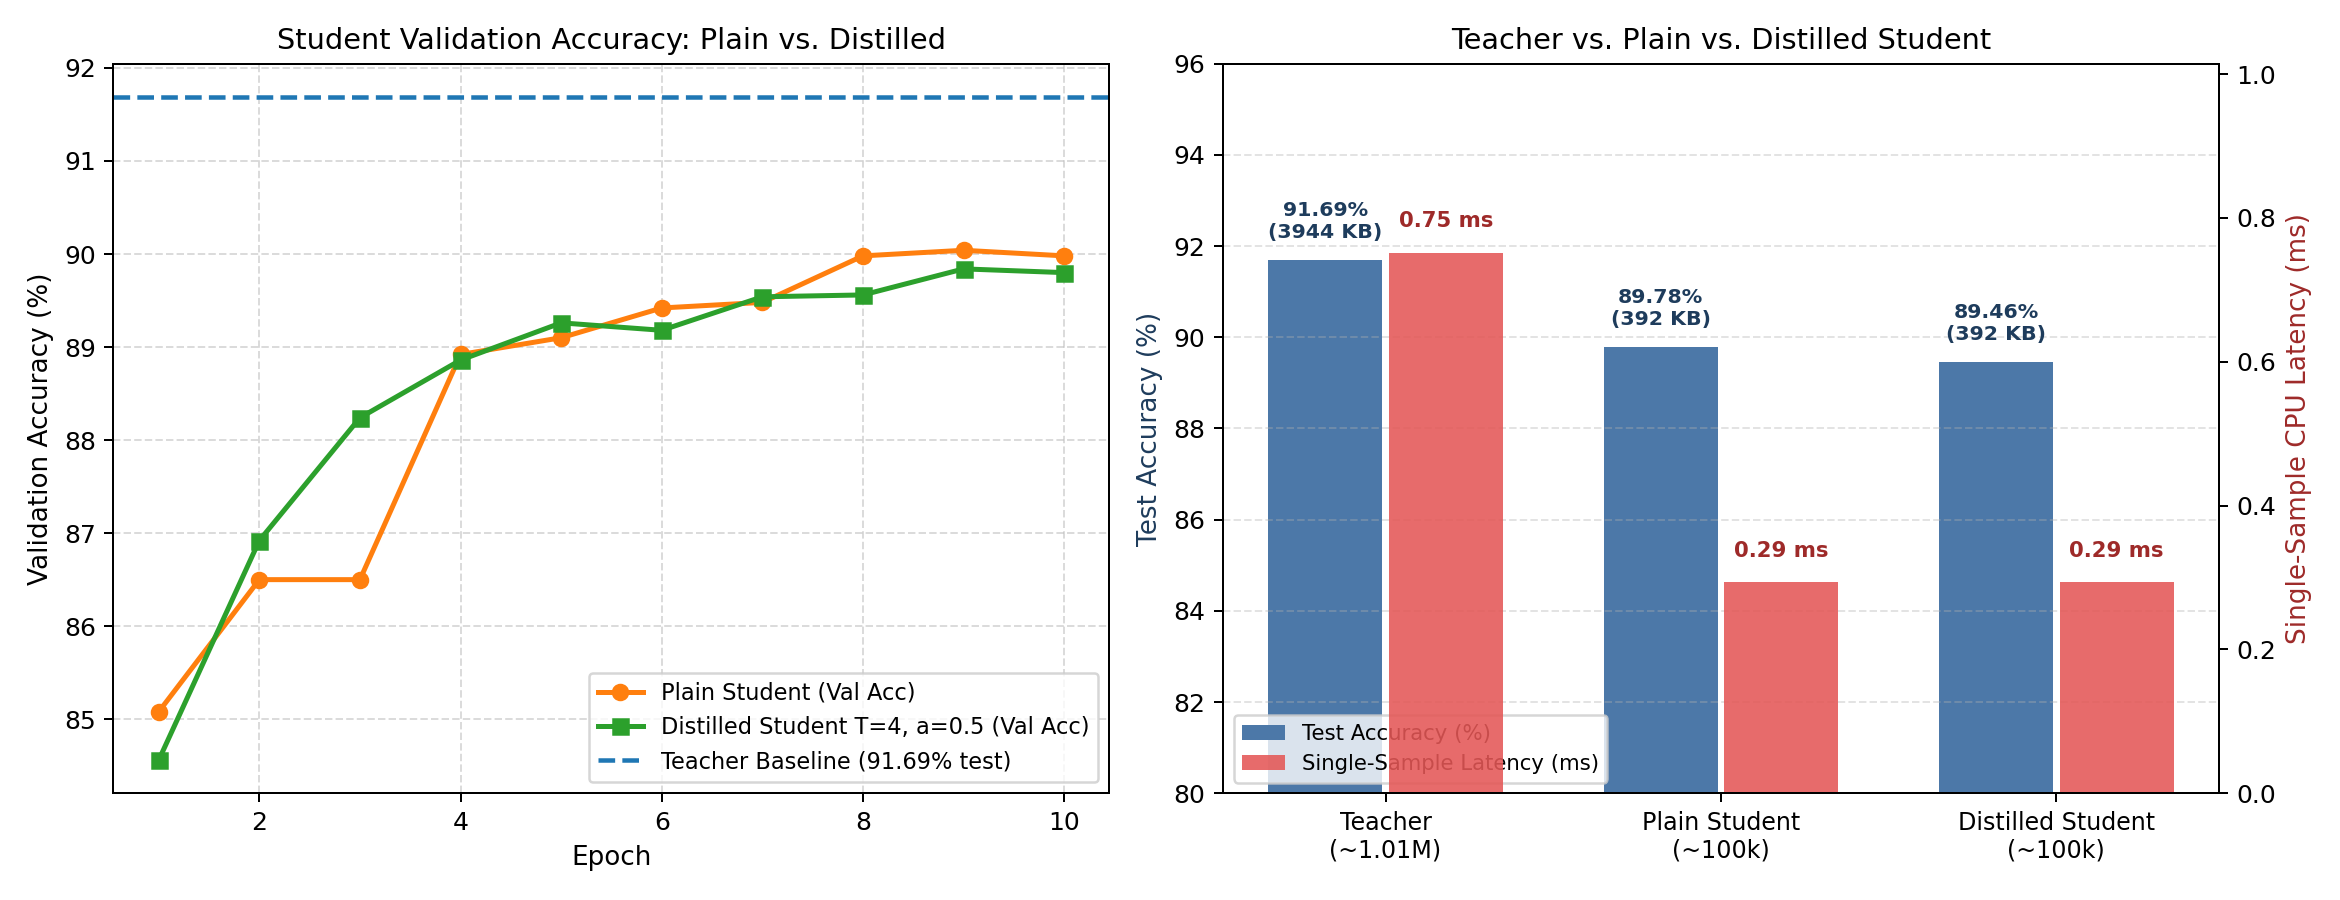 Student Validation Accuracy: Plain vs. Distilled
Validation Accuracy (%)
92
91
90
89
88
87
86
85
2
4
6
8
10
Epoch
Plain Student (Val Acc)
Distilled Student T=4, a=0.5 (Val Acc)
Teacher Baseline (91.69% test)
Teacher vs. Plain vs. Distilled Student
Test Accuracy (%)
96
94
92
90
88
86
84
82
80
91.69%
(3944 KB)
0.75 ms
89.78%
(392 KB)
0.29 ms
89.46%
(392 KB)
0.29 ms
Test Accuracy (%)
Single-Sample Latency (ms)
Teacher
(~1.01M)
Plain Student
(~100k)
Distilled Student
(~100k)
1.0
0.8
0.6
0.4
0.2
0.0
Single-Sample CPU Latency (ms)